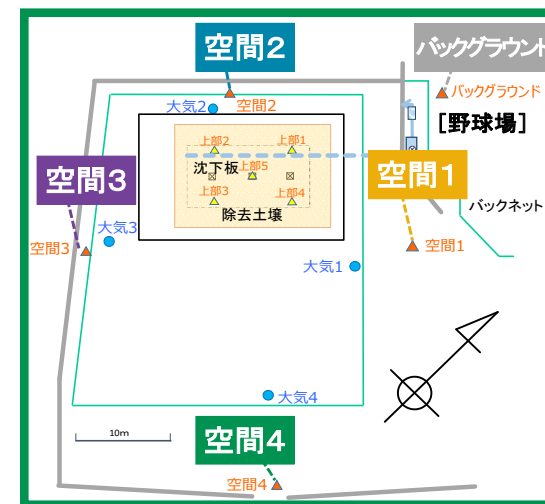 空間2
バックグラウンド
バックグラウンド
空間2
大気2
[野球場]
上部2
上部1
沈下板
上部5
空間3
空間1
上部3
上部4
バックネット
除去土壌
大気3
空間3
空間1
大気1
大気4
10m
空間4
空間4